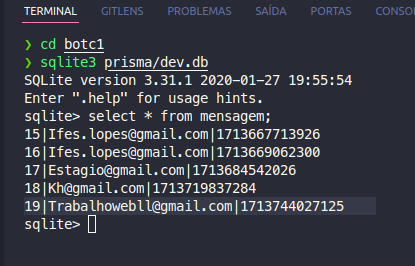 TERMINAL GITLENS PROBLEMAS SAÍDA PORTAS CONSO
❯ cd botc1
❯ sqlite3 prisma/dev.db
SQLite version 3.31.1 2020-01-27 19:55:54
Enter ".help" for usage hints.
sqlite> select * from mensagem;
15|Ifes.lopes@gmail.com|1713667713926
16|Ifes.lopes@gmail.com|1713669062300
17|Estagio@gmail.com|1713684542026
18|Kh@gmail.com|1713719837284
19|Trabalhowebll@gmail.com|1713744027125
sqlite>